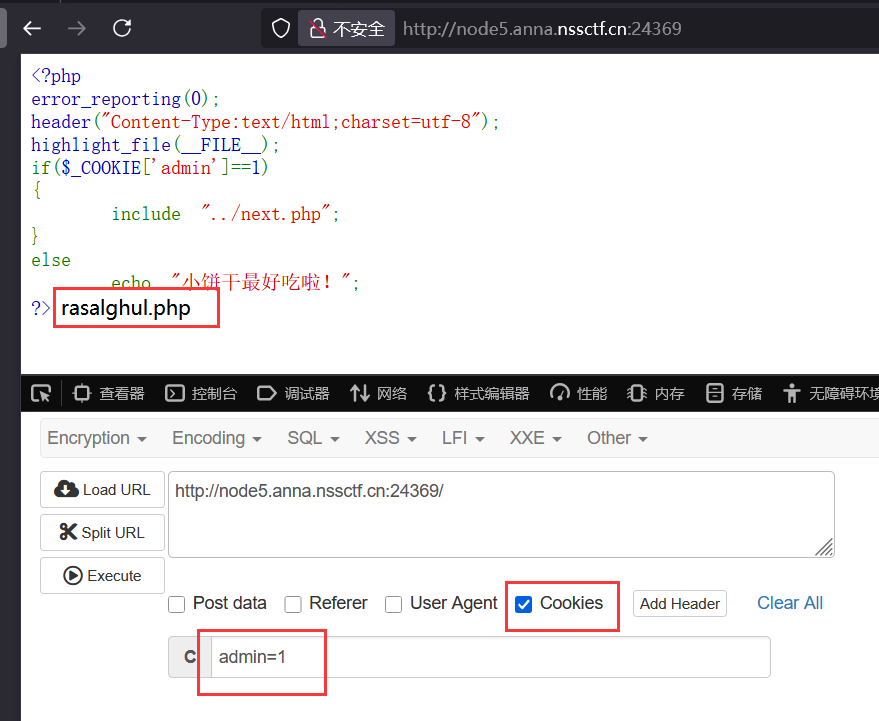 不安全 http://node5.anna.nssctf.cn:24369
<?php
error_reporting(0);
header("Content-Type:text/html;charset=utf-8");
highlight_file(__FILE__);
if($_COOKIE['admin']==1)
{
include "../next.php";
}
else
echo "小饼干最好吃啦！";
?> rasalghul.php
查看器 控制台 调试器 网络 样式编辑器 性能 内存 存储 无障碍环
Encryption Encoding SQL XSS LFI XXE Other
Load URL http://node5.anna.nssctf.cn:24369/
Split URL
Execute
Post data Referer User Agent Cookies Add Header Clear All
C admin=1